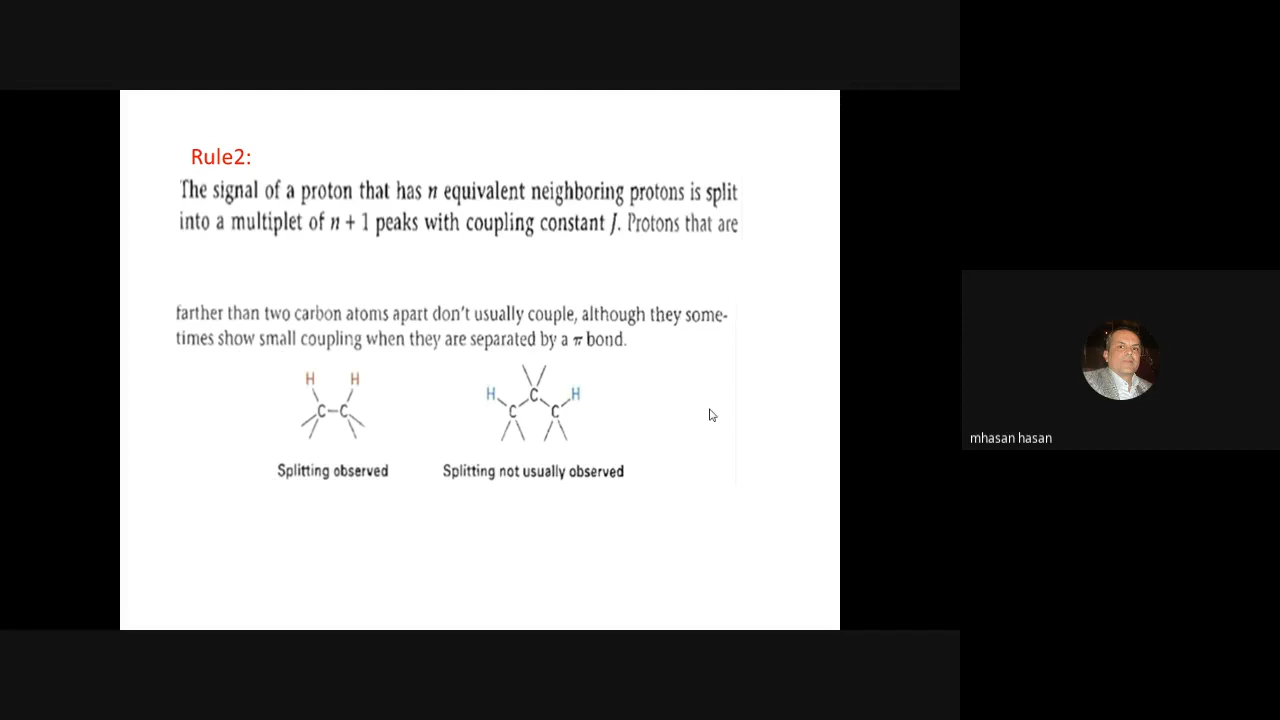 Rule2:
The signal of a proton that has n equivalent neighboring protons is split
into a multiplet of n + 1 peaks with coupling constant J. Protons that are
farther than two carbon atoms apart don't usually couple, although they some-
times show small coupling when they are separated by a π bond.
H H
C–C
H C H
C C
Splitting observed Splitting not usually observed
mhasan hasan